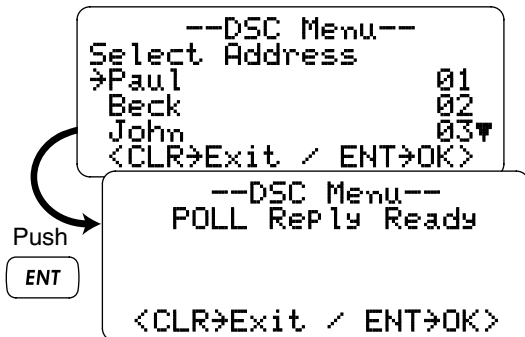 --DSC Menu--
Select Address
→Paul 01
Beck 02
John 03▼
<CLR→Exit / ENT→OK>
Push
ENT
--DSC Menu--
POLL Reply Ready
<CLR→Exit / ENT→OK>